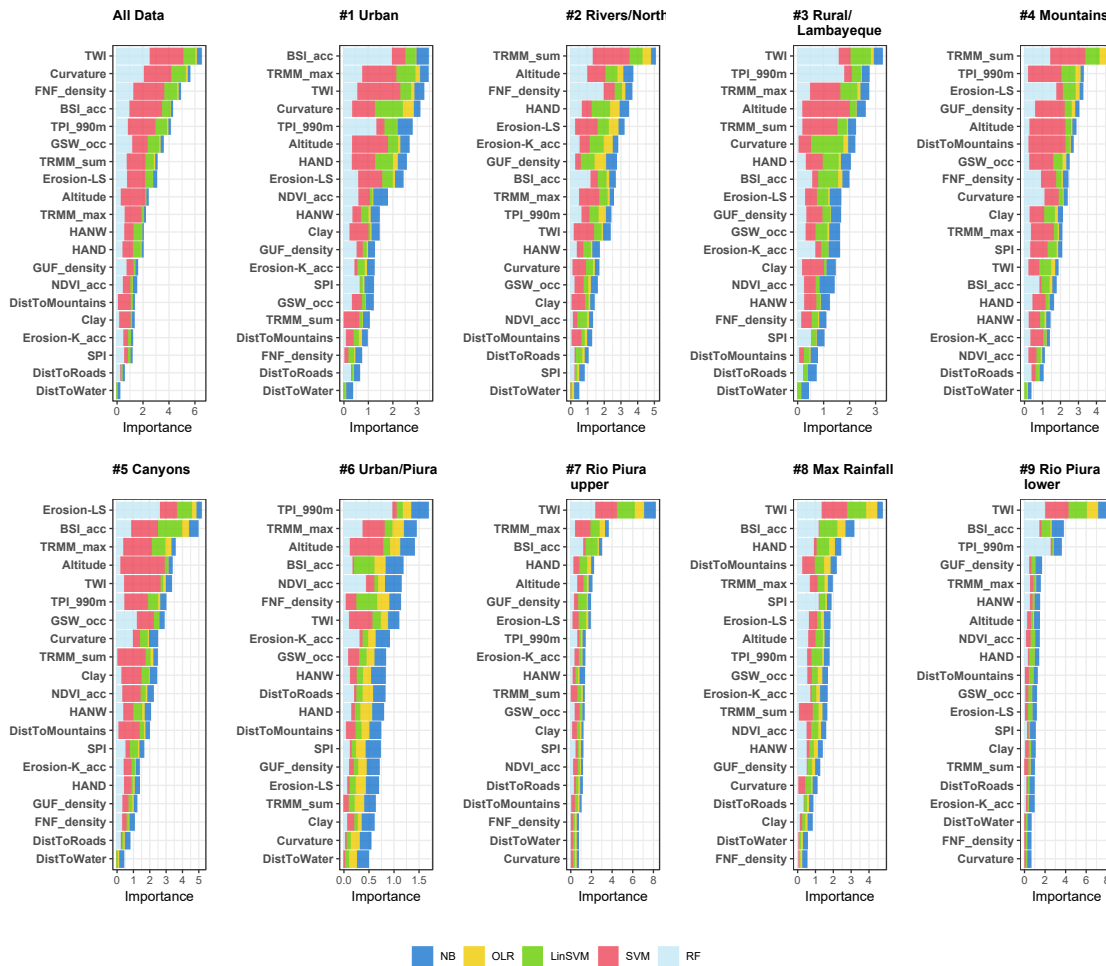 All Data
TWI
Curvature
FNF_density
BSI_acc
TPI_990m
GSW_occ
TRMM_sum
Erosion-LS
Altitude
TRMM_max
HANW
HAND
GUF_density
NDVI_acc
DistToMountains
Clay
Erosion-K_acc
SPI
DistToRoads
DistToWater
0 2 4 6
Importance
#1 Urban
BSI_acc
TRMM_max
TWI
Curvature
TPI_990m
Altitude
HAND
Erosion-LS
NDVI_acc
HANW
Clay
GUF_density
Erosion-K_acc
SPI
GSW_occ
TRMM_sum
DistToMountains
FNF_density
DistToRoads
DistToWater
0 1 2 3
Importance
#2 Rivers/North
TRMM_sum
Altitude
FNF_density
HAND
Erosion-LS
Erosion-K_acc
GUF_density
BSI_acc
TRMM_max
TPI_990m
TWI
HANW
Curvature
GSW_occ
Clay
NDVI_acc
DistToMountains
DistToRoads
SPI
DistToWater
0 1 2 3 4 5
Importance
#3 Rural/
Lambayeque
TWI
TPI_990m
TRMM_max
Altitude
TRMM_sum
Curvature
HAND
BSI_acc
Erosion-LS
GUF_density
GSW_occ
Erosion-K_acc
Clay
NDVI_acc
HANW
FNF_density
SPI
DistToMountains
DistToRoads
DistToWater
0 1 2 3
Importance
#4 Mountains
TRMM_sum
TPI_990m
Erosion-LS
GUF_density
Altitude
DistToMountains
GSW_occ
FNF_density
Curvature
Clay
TRMM_max
SPI
TWI
BSI_acc
HAND
HANW
Erosion-K_acc
NDVI_acc
DistToRoads
DistToWater
0 1 2 3 4
Importance
#5 Canyons
Erosion-LS
BSI_acc
TRMM_max
Altitude
TWI
TPI_990m
GSW_occ
Curvature
TRMM_sum
Clay
NDVI_acc
HANW
DistToMountains
SPI
Erosion-K_acc
HAND
GUF_density
FNF_density
DistToRoads
DistToWater
0 1 2 3 4 5
Importance
#6 Urban/Piura
TPI_990m
TRMM_max
Altitude
BSI_acc
NDVI_acc
FNF_density
TWI
Erosion-K_acc
GSW_occ
HANW
DistToRoads
HAND
DistToMountains
SPI
GUF_density
Erosion-LS
TRMM_sum
Clay
Curvature
DistToWater
0.0 0.5 1.0 1.5
Importance
#7 Rio Piura
upper
TWI
TRMM_max
BSI_acc
HAND
Altitude
GUF_density
Erosion-LS
TPI_990m
Erosion-K_acc
HANW
TRMM_sum
GSW_occ
Clay
SPI
NDVI_acc
DistToRoads
DistToMountains
FNF_density
DistToWater
Curvature
0 2 4 6 8
Importance
#8 Max Rainfall
TWI
BSI_acc
HAND
DistToMountains
TRMM_max
SPI
Erosion-LS
Altitude
TPI_990m
GSW_occ
Erosion-K_acc
TRMM_sum
NDVI_acc
HANW
GUF_density
Curvature
DistToRoads
Clay
DistToWater
FNF_density
0 1 2 3 4
Importance
#9 Rio Piura
lower
TWI
BSI_acc
TPI_990m
GUF_density
TRMM_max
HANW
Altitude
NDVI_acc
HAND
DistToMountains
GSW_occ
Erosion-LS
SPI
Clay
TRMM_sum
DistToRoads
Erosion-K_acc
DistToWater
FNF_density
Curvature
0 2 4 6 8
Importance
NB OLR LinSVM SVM RF